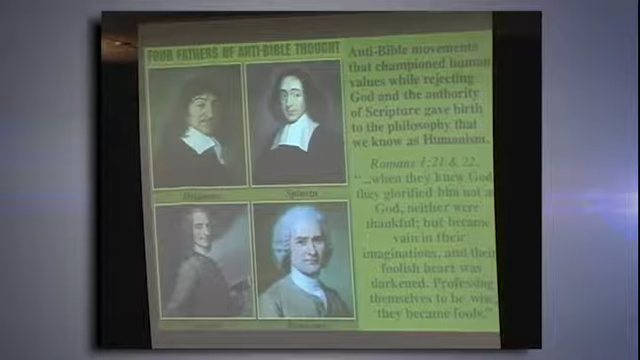 FOUR FATHERS OF ANTI-BIBLE THOUGHT
Anti-Bible movements
that championed human
values while rejecting
God and the authority
of Scripture gave birth
to the philosophy that
we know as Humanism.
Romans 1:21 & 22.
"...when they knew God,
they glorified him not as
God, neither were
thankful; but became
vain in their
imaginations, and their
foolish heart was
darkened. Professing
themselves to be wise,
they became fools."
Spinoza